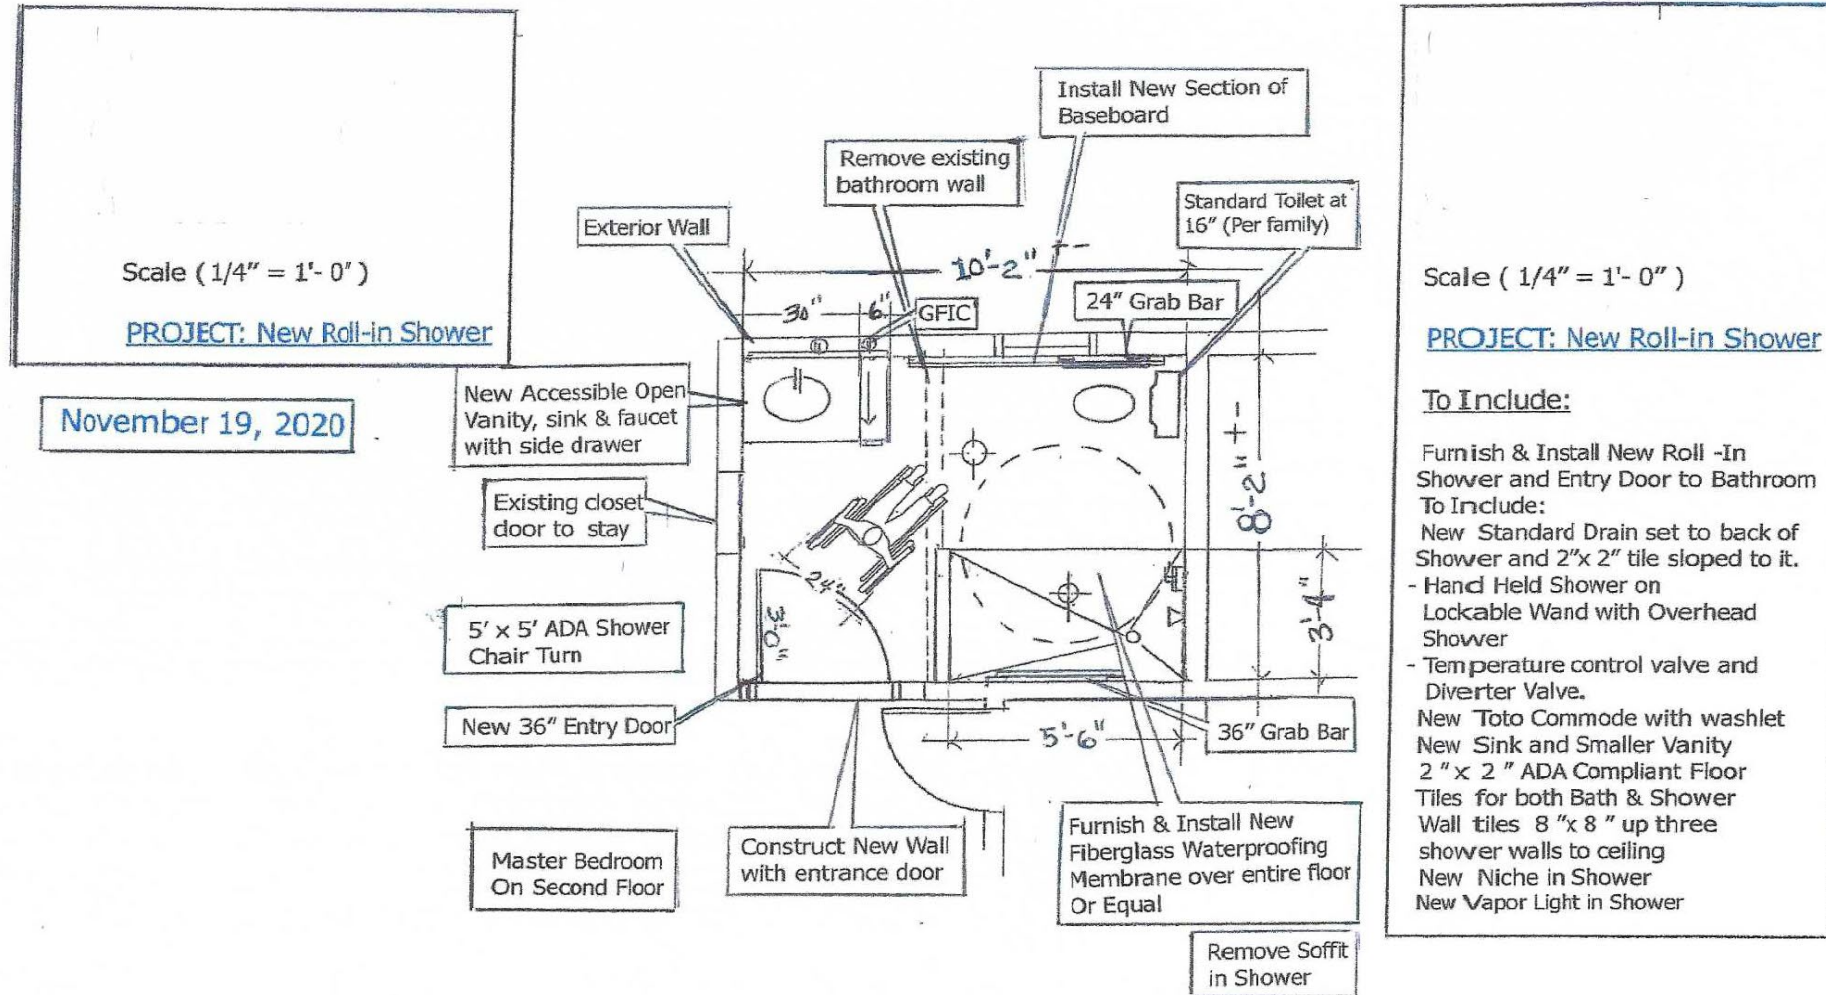 Scale ( 1/4" = 1'- 0" )
PROJECT: New Roll-in Shower
November 19, 2020
Install New Section of
Baseboard
Remove existing
bathroom wall
Standard Toilet at
16" (Per family)
Exterior Wall
10'-2" +-
30"
6"
GFIC
24" Grab Bar
New Accessible Open
Vanity, sink & faucet
with side drawer
8'-2" +-
Existing closet
door to stay
24"
3'-0"
3'-4"
5' x 5' ADA Shower
Chair Turn
New 36" Entry Door
5'-6"
36" Grab Bar
Master Bedroom
On Second Floor
Construct New Wall
with entrance door
Furnish & Install New
Fiberglass Waterproofing
Membrane over entire floor
Or Equal
Remove Soffit
in Shower
Scale ( 1/4" = 1'- 0" )
PROJECT: New Roll-in Shower
To Include:
Furnish & Install New Roll -In
Shower and Entry Door to Bathroom
To Include:
New Standard Drain set to back of
Shower and 2"x 2" tile sloped to it.
- Hand Held Shower on
Lockable Wand with Overhead
Shower
- Temperature control valve and
Diverter Valve.
New Toto Commode with washlet
New Sink and Smaller Vanity
2 "x 2 " ADA Compliant Floor
Tiles for both Bath & Shower
Wall tiles 8 "x 8 " up three
shower walls to ceiling
New Niche in Shower
New Vapor Light in Shower